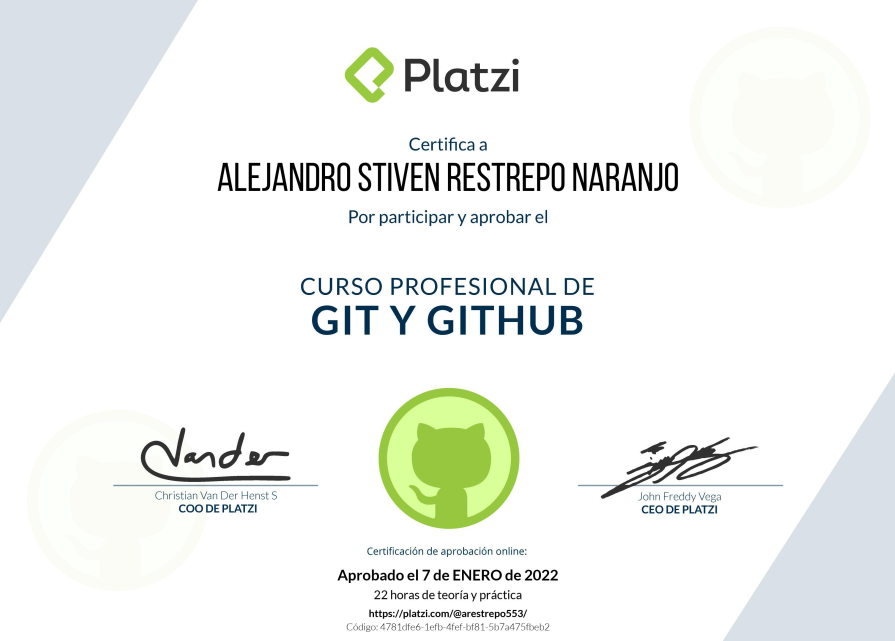 Platzi
Certifica a
ALEJANDRO STIVEN RESTREPO NARANJO
Por participar y aprobar el
CURSO PROFESIONAL DE
GIT Y GITHUB
Vander
Christian Van Der Henst S
COO DE PLATZI
John Freddy Vega
CEO DE PLATZI
Certificación de aprobación online:
Aprobado el 7 de ENERO de 2022
22 horas de teoría y práctica
https://platzi.com/@arestrepo553/
Código: 4781dfe6-1efb-4fef-bf81-5b7a475fbeb2